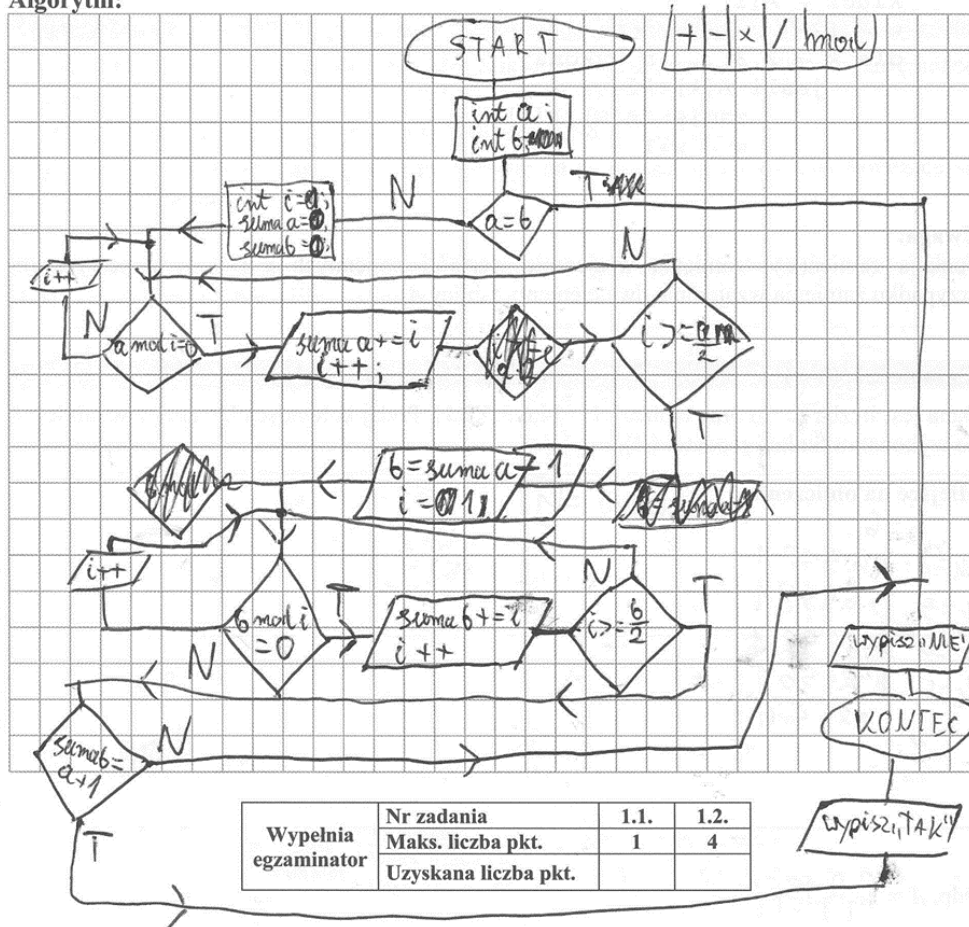 Algorytm:
START
+ | - | x | / mod
int a;
int b;
a=b
T
N
int i=1;
suma a=0;
suma b=0;
i++
N
a mod i=0
T
suma a+=i
i++;
i>=a/2
N
T
b=suma a-1
i=1;
i++
b mod i
=0
T
N
suma b+=i
i++
i>=b/2
N
T
suma b=
a+1
N
T
wypisz „NIE”
KONIEC
wypisz „TAK”
Wypełnia egzaminator
Nr zadania 1.1. 1.2.
Maks. liczba pkt. 1 4
Uzyskana liczba pkt.